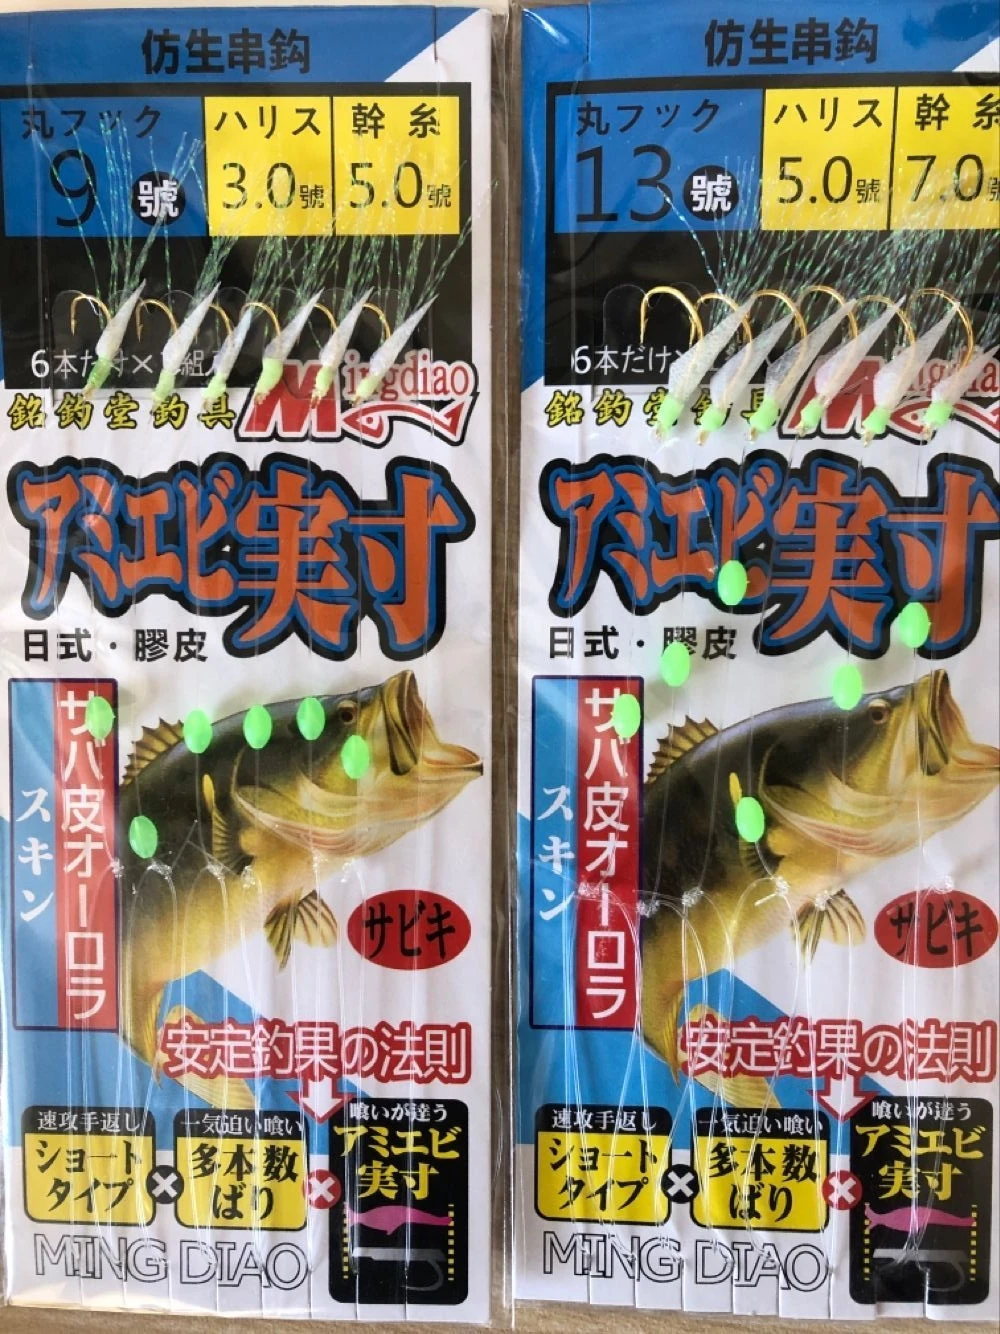 仿生串鈎
丸フック
9 號
ハリス
3.0號
幹糸
5.0號
6本だけ×
銘釣堂釣具
Mingdiao
アミエビ実寸
日式・膠皮
サバ皮オーロラ
スキン
サビキ
安定釣果の法則
速攻手返し
ショート
タイプ
×
一気追い喰い
多本数
ばり
×
喰いが違う
アミエビ
実寸
MING DIAO
仿生串鈎
丸フック
13 號
ハリス
5.0號
幹糸
7.0號
6本だけ
銘釣堂釣具
Mingdiao
アミエビ実寸
日式・膠皮
サバ皮オーロラ
スキン
サビキ
安定釣果の法則
速攻手返し
ショート
タイプ
×
一気追い喰い
多本数
ばり
×
喰いが違う
アミエビ
実寸
MING DIAO